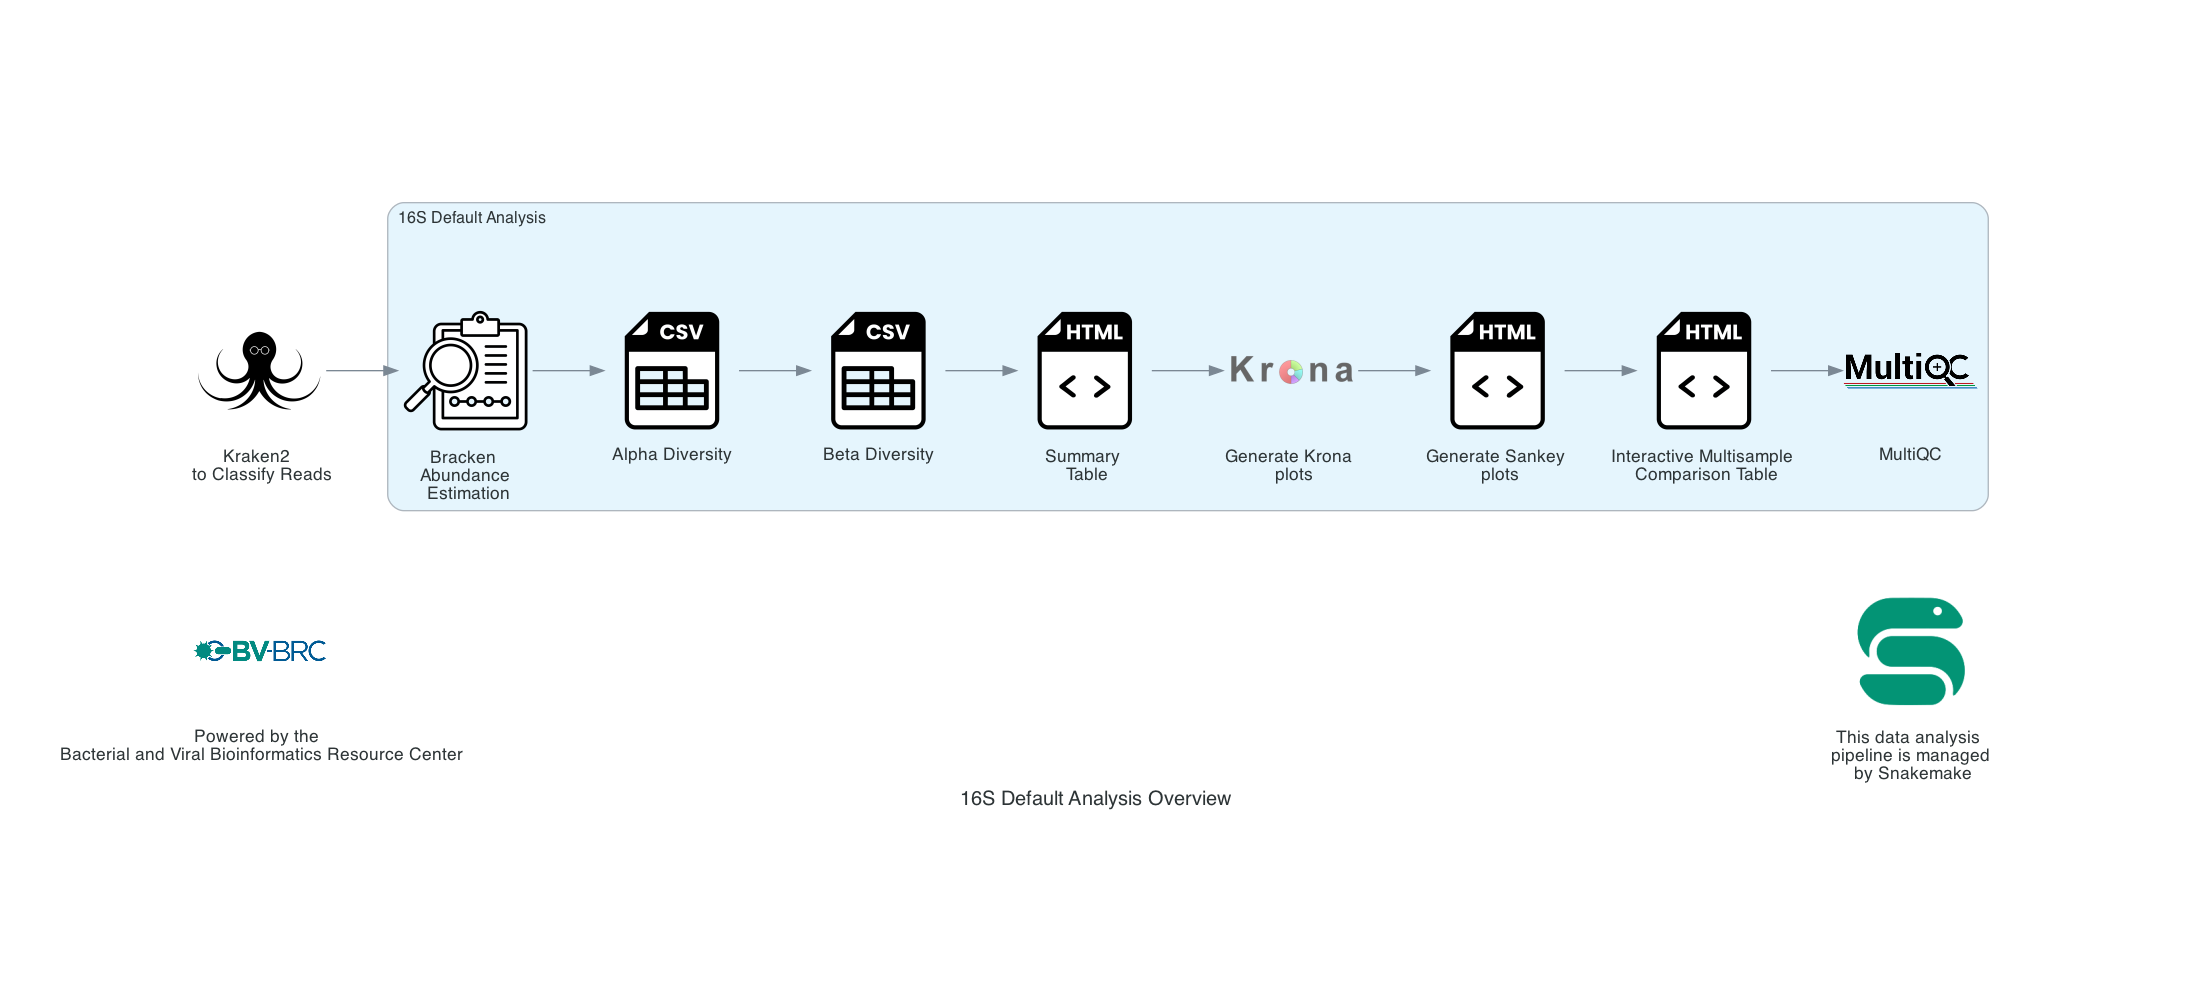 16S Default Analysis
CSV
CSV
HTML
Krona
HTML
HTML
MultiQC
Kraken2
to Classify Reads
Bracken
Abundance
Estimation
Alpha Diversity
Beta Diversity
Summary
Table
Generate Krona
plots
Generate Sankey
plots
Interactive Multisample
Comparison Table
MultiQC
BV-BRC
Powered by the
Bacterial and Viral Bioinformatics Resource Center
This data analysis
pipeline is managed
by Snakemake
16S Default Analysis Overview